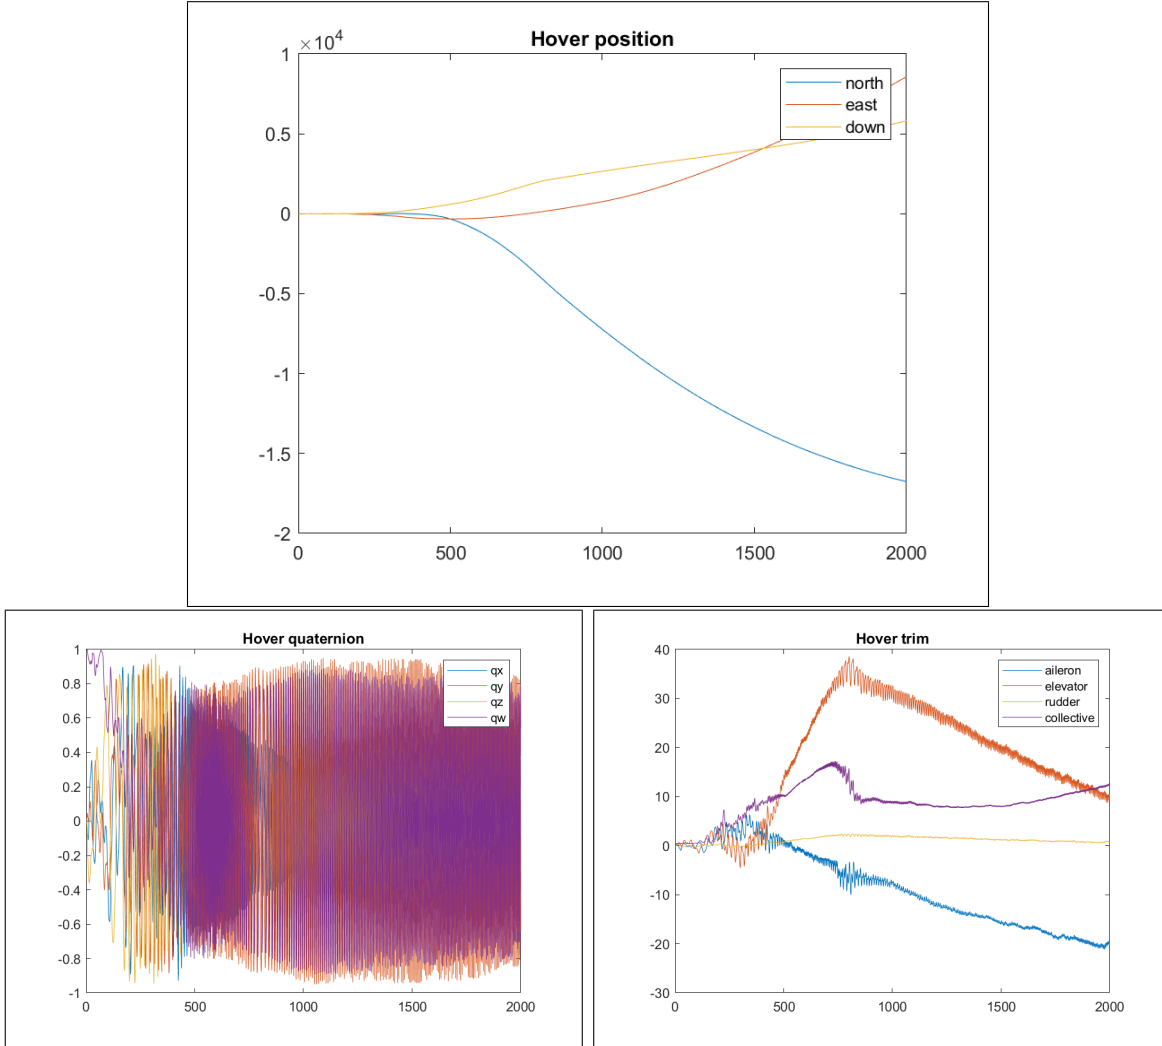 Hover position
×10^4
1
0.5
0
-0.5
-1
-1.5
-2
0 500 1000 1500 2000
north
east
down
Hover quaternion
1
0.8
0.6
0.4
0.2
0
-0.2
-0.4
-0.6
-0.8
-1
0 500 1000 1500 2000
qx
qy
qz
qw
Hover trim
40
30
20
10
0
-10
-20
-30
0 500 1000 1500 2000
aileron
elevator
rudder
collective